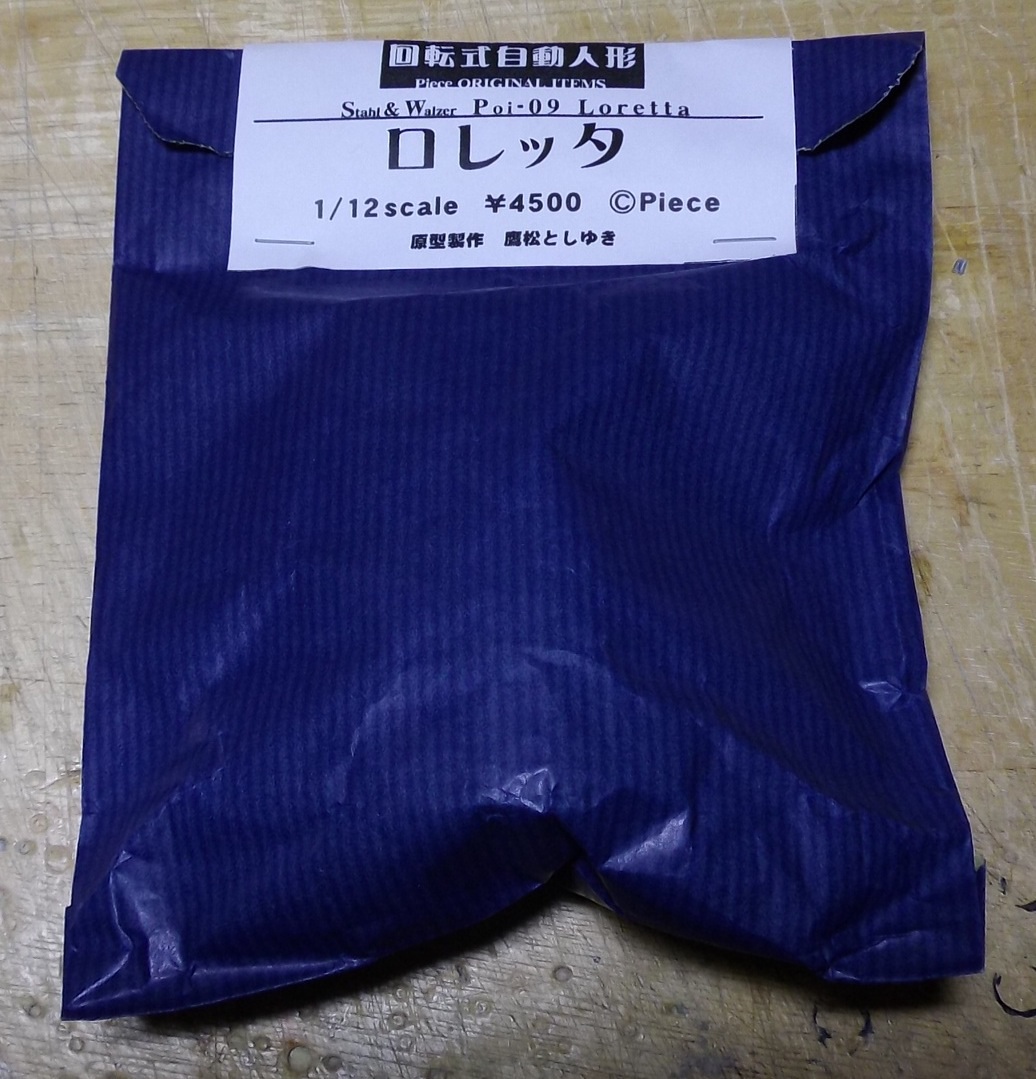 回転式自動人形
Piece ORIGINAL ITEMS
Stahl & Walzer Poi-09 Loretta
ロレッタ
1/12scale ¥4500 ©Piece
原型製作 鷹松としゆき